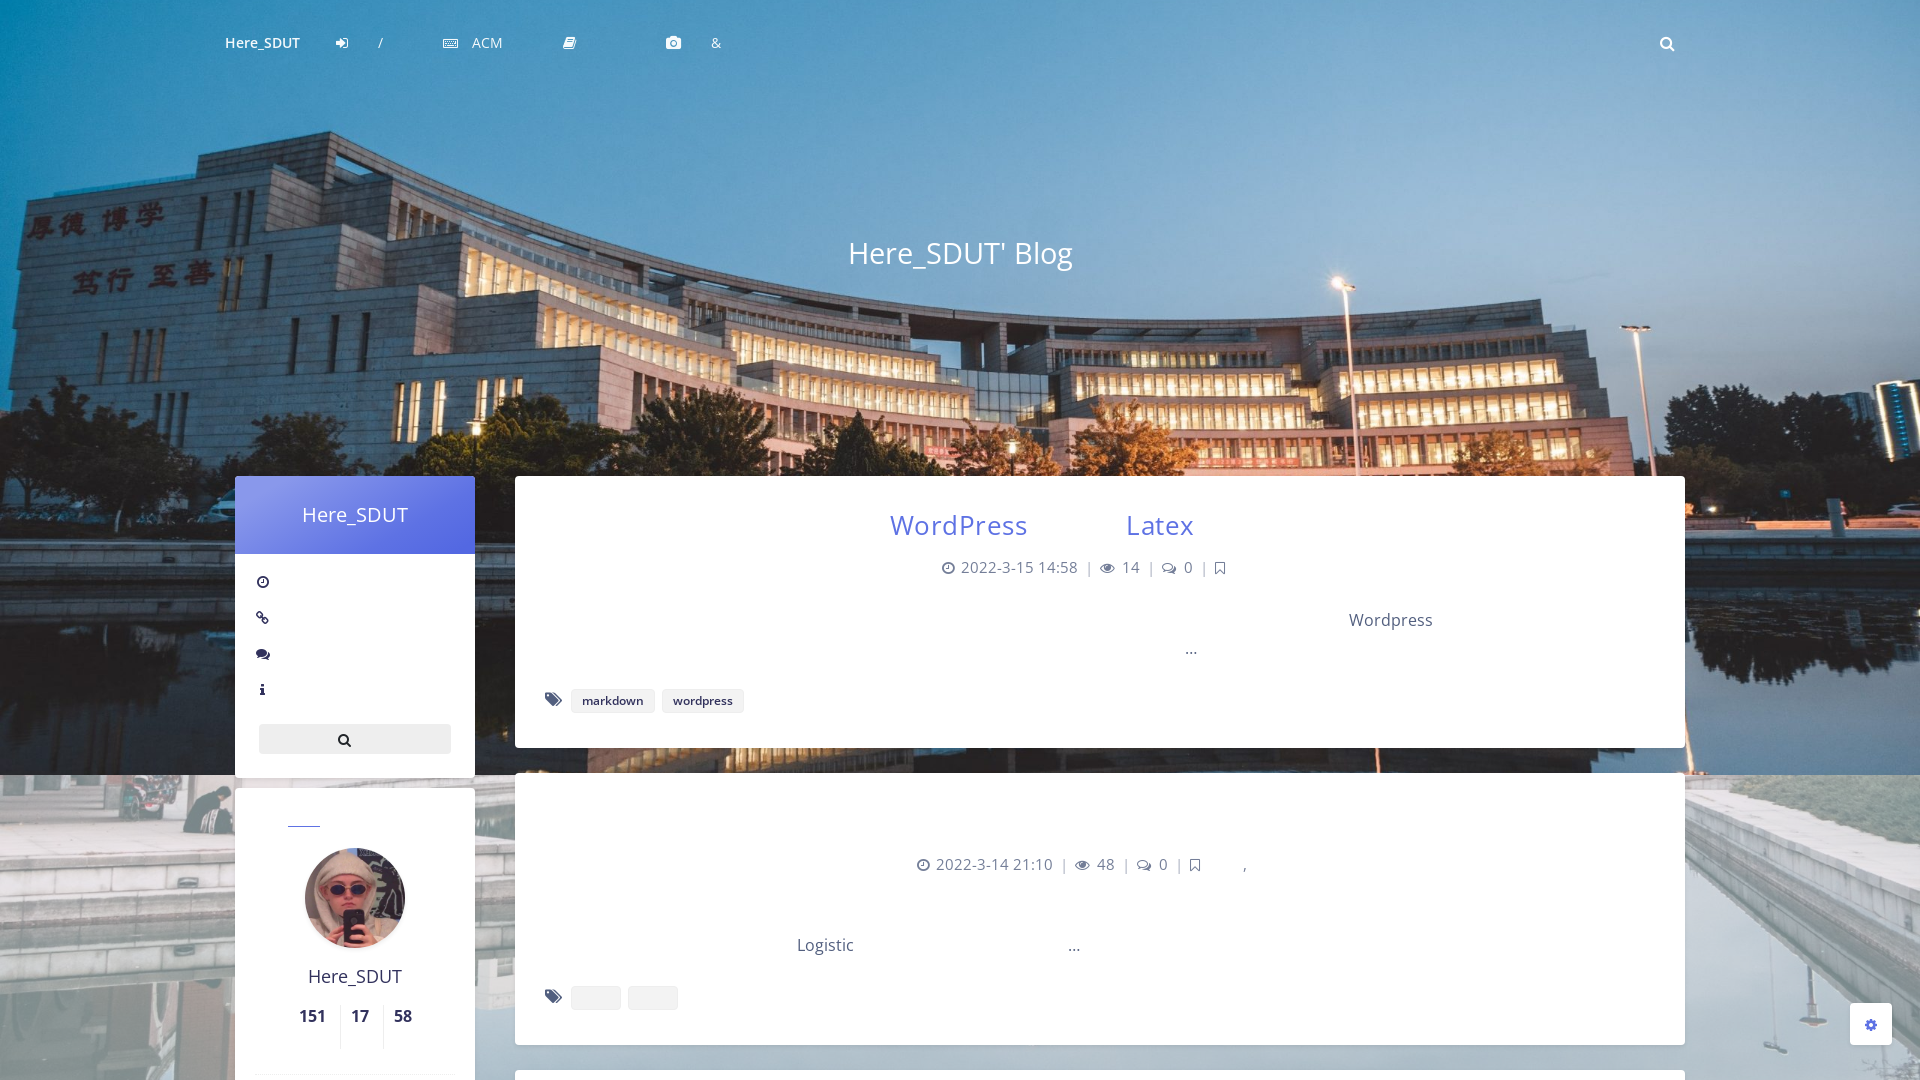 Here_SDUT / ACM &
厚德 博学
笃行 至善
Here_SDUT' Blog
Here_SDUT
WordPress Latex
2022-3-15 14:58 | 14 | 0 |
Wordpress
...
markdown wordpress
2022-3-14 21:10 | 48 | 0 | ,
Logistic ...
Here_SDUT
151 17 58